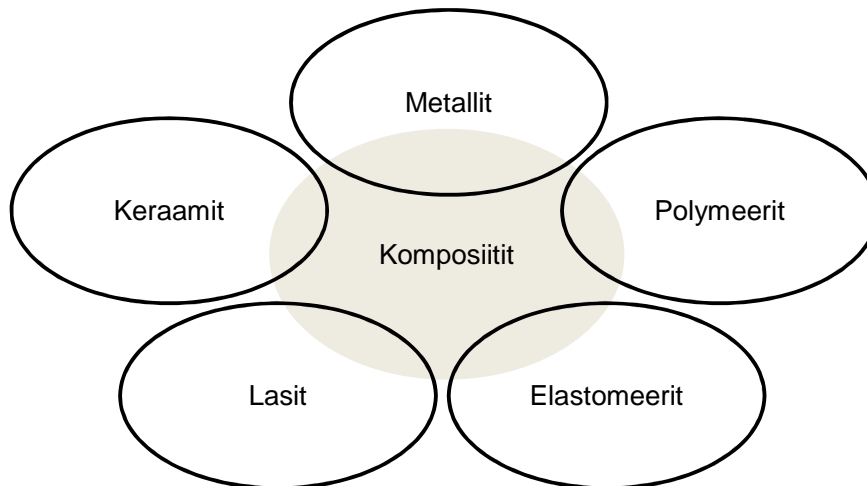 Metallit
Keraamit
Polymeerit
Komposiitit
Lasit
Elastomeerit